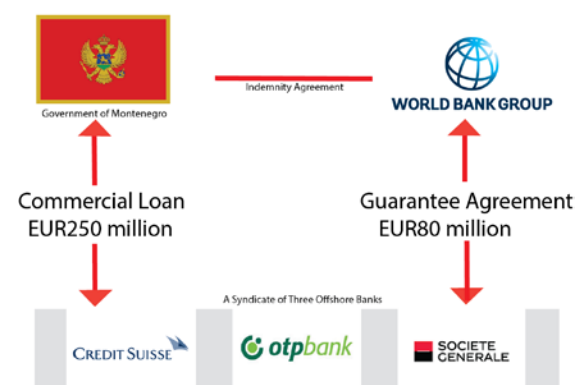 Government of Montenegro
Indemnity Agreement
WORLD BANK GROUP
Commercial Loan
EUR250 million
Guarantee Agreement
EUR80 million
A Syndicate of Three Offshore Banks
CREDIT SUISSE
otpbank
SOCIETE
GENERALE